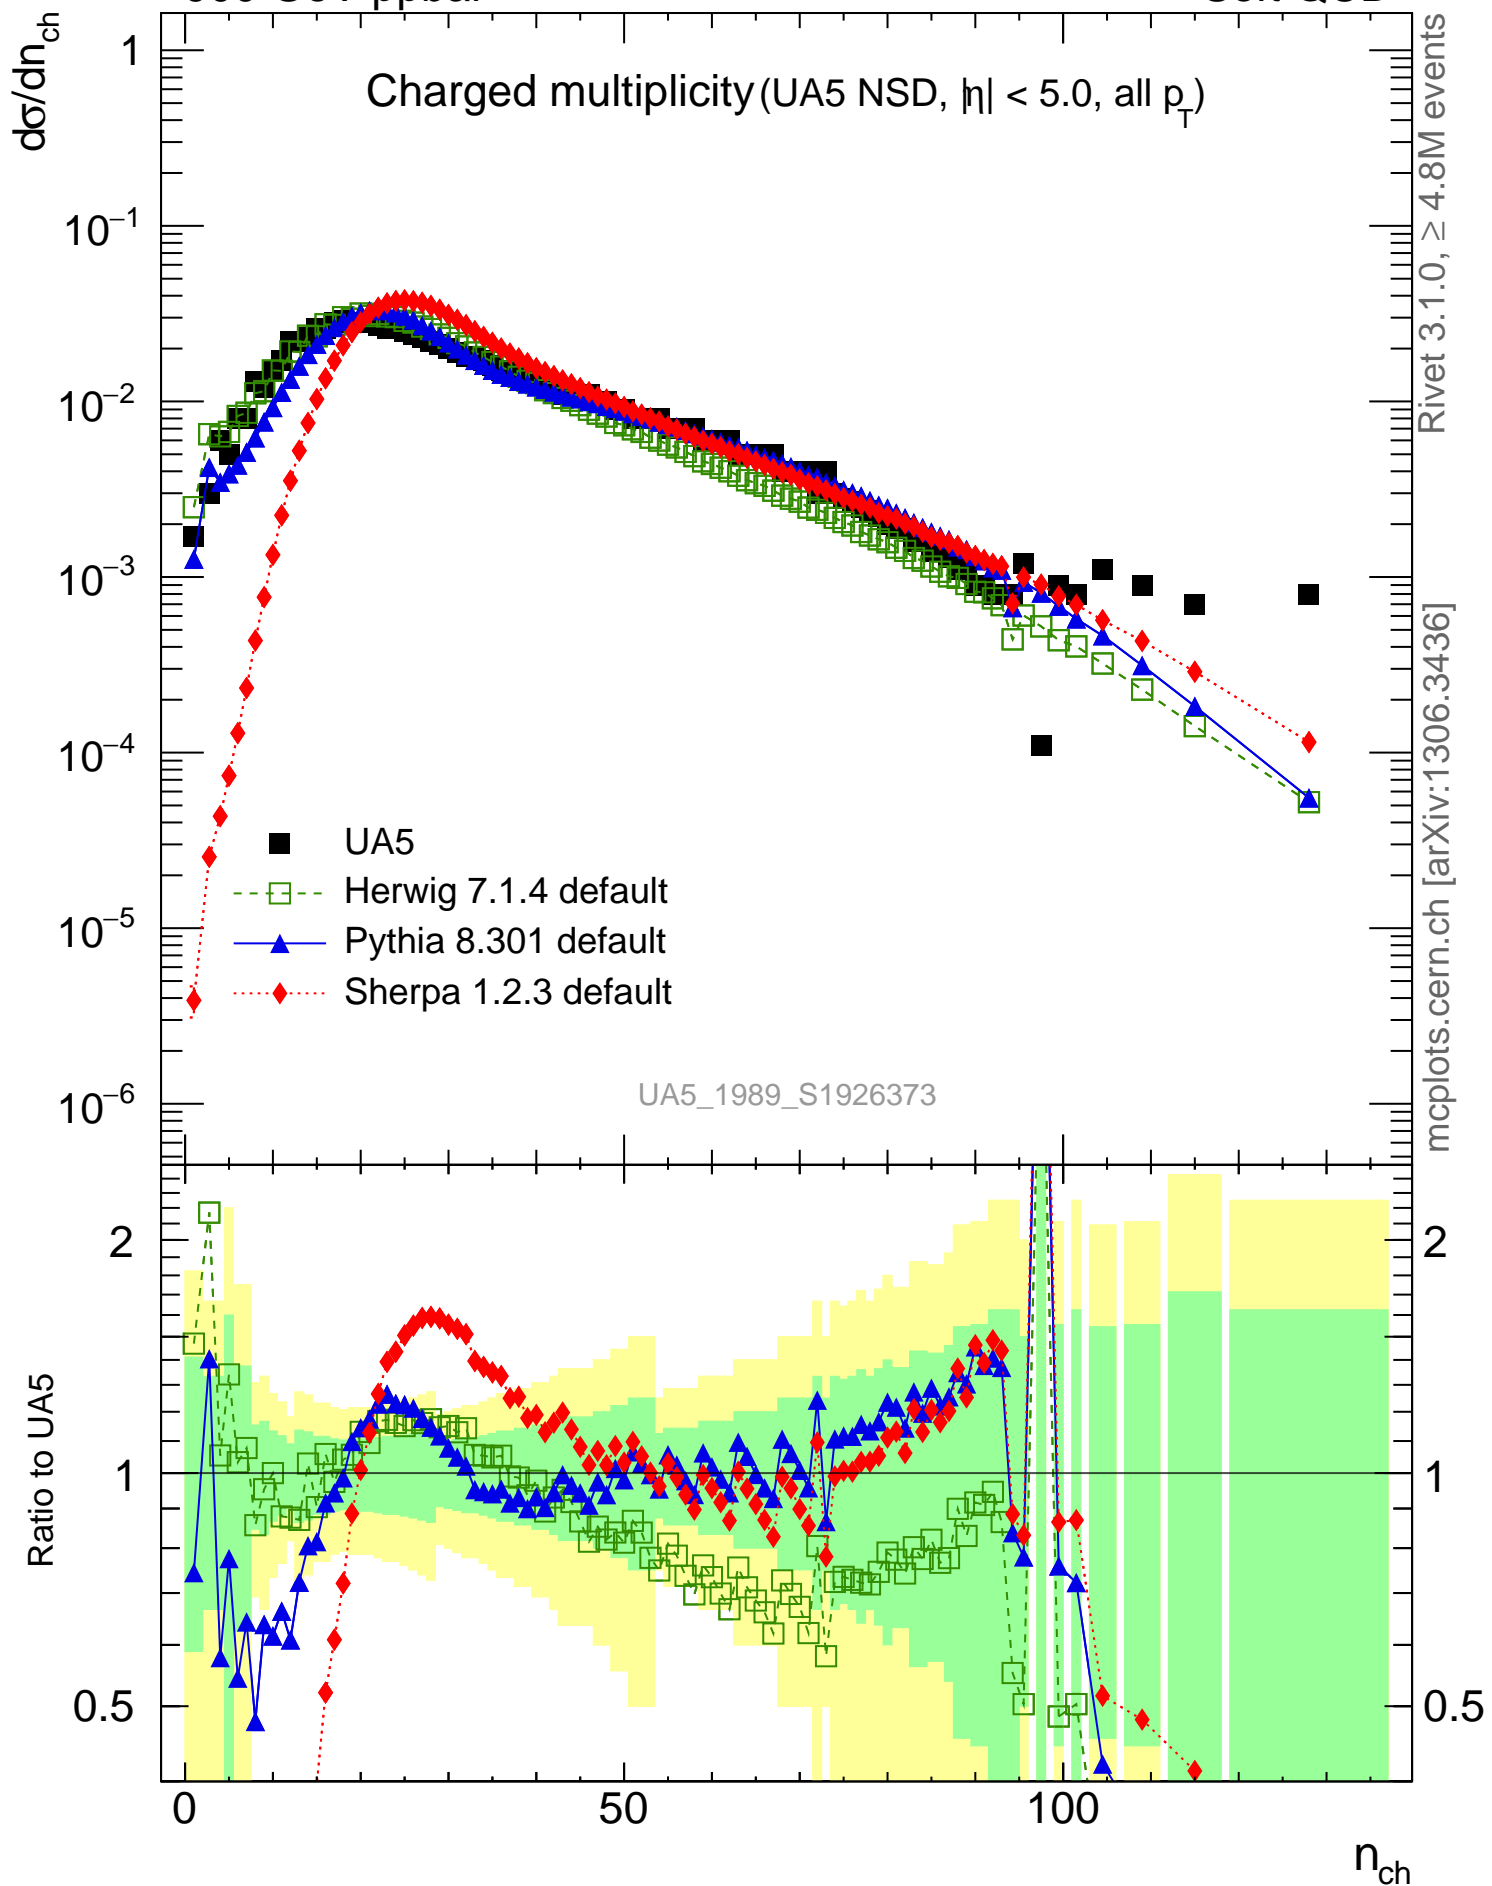 dσ/dn_ch
Charged multiplicity (UA5 NSD, |η| < 5.0, all p_T)
1
10⁻¹
10⁻²
10⁻³
10⁻⁴
10⁻⁵
10⁻⁶
UA5
Herwig 7.1.4 default
Pythia 8.301 default
Sherpa 1.2.3 default
UA5_1989_S1926373
Rivet 3.1.0, ≥ 4.8M events
mcplots.cern.ch [arXiv:1306.3436]
Ratio to UA5
2
1
0.5
2
1
0.5
0 50 100
n_ch